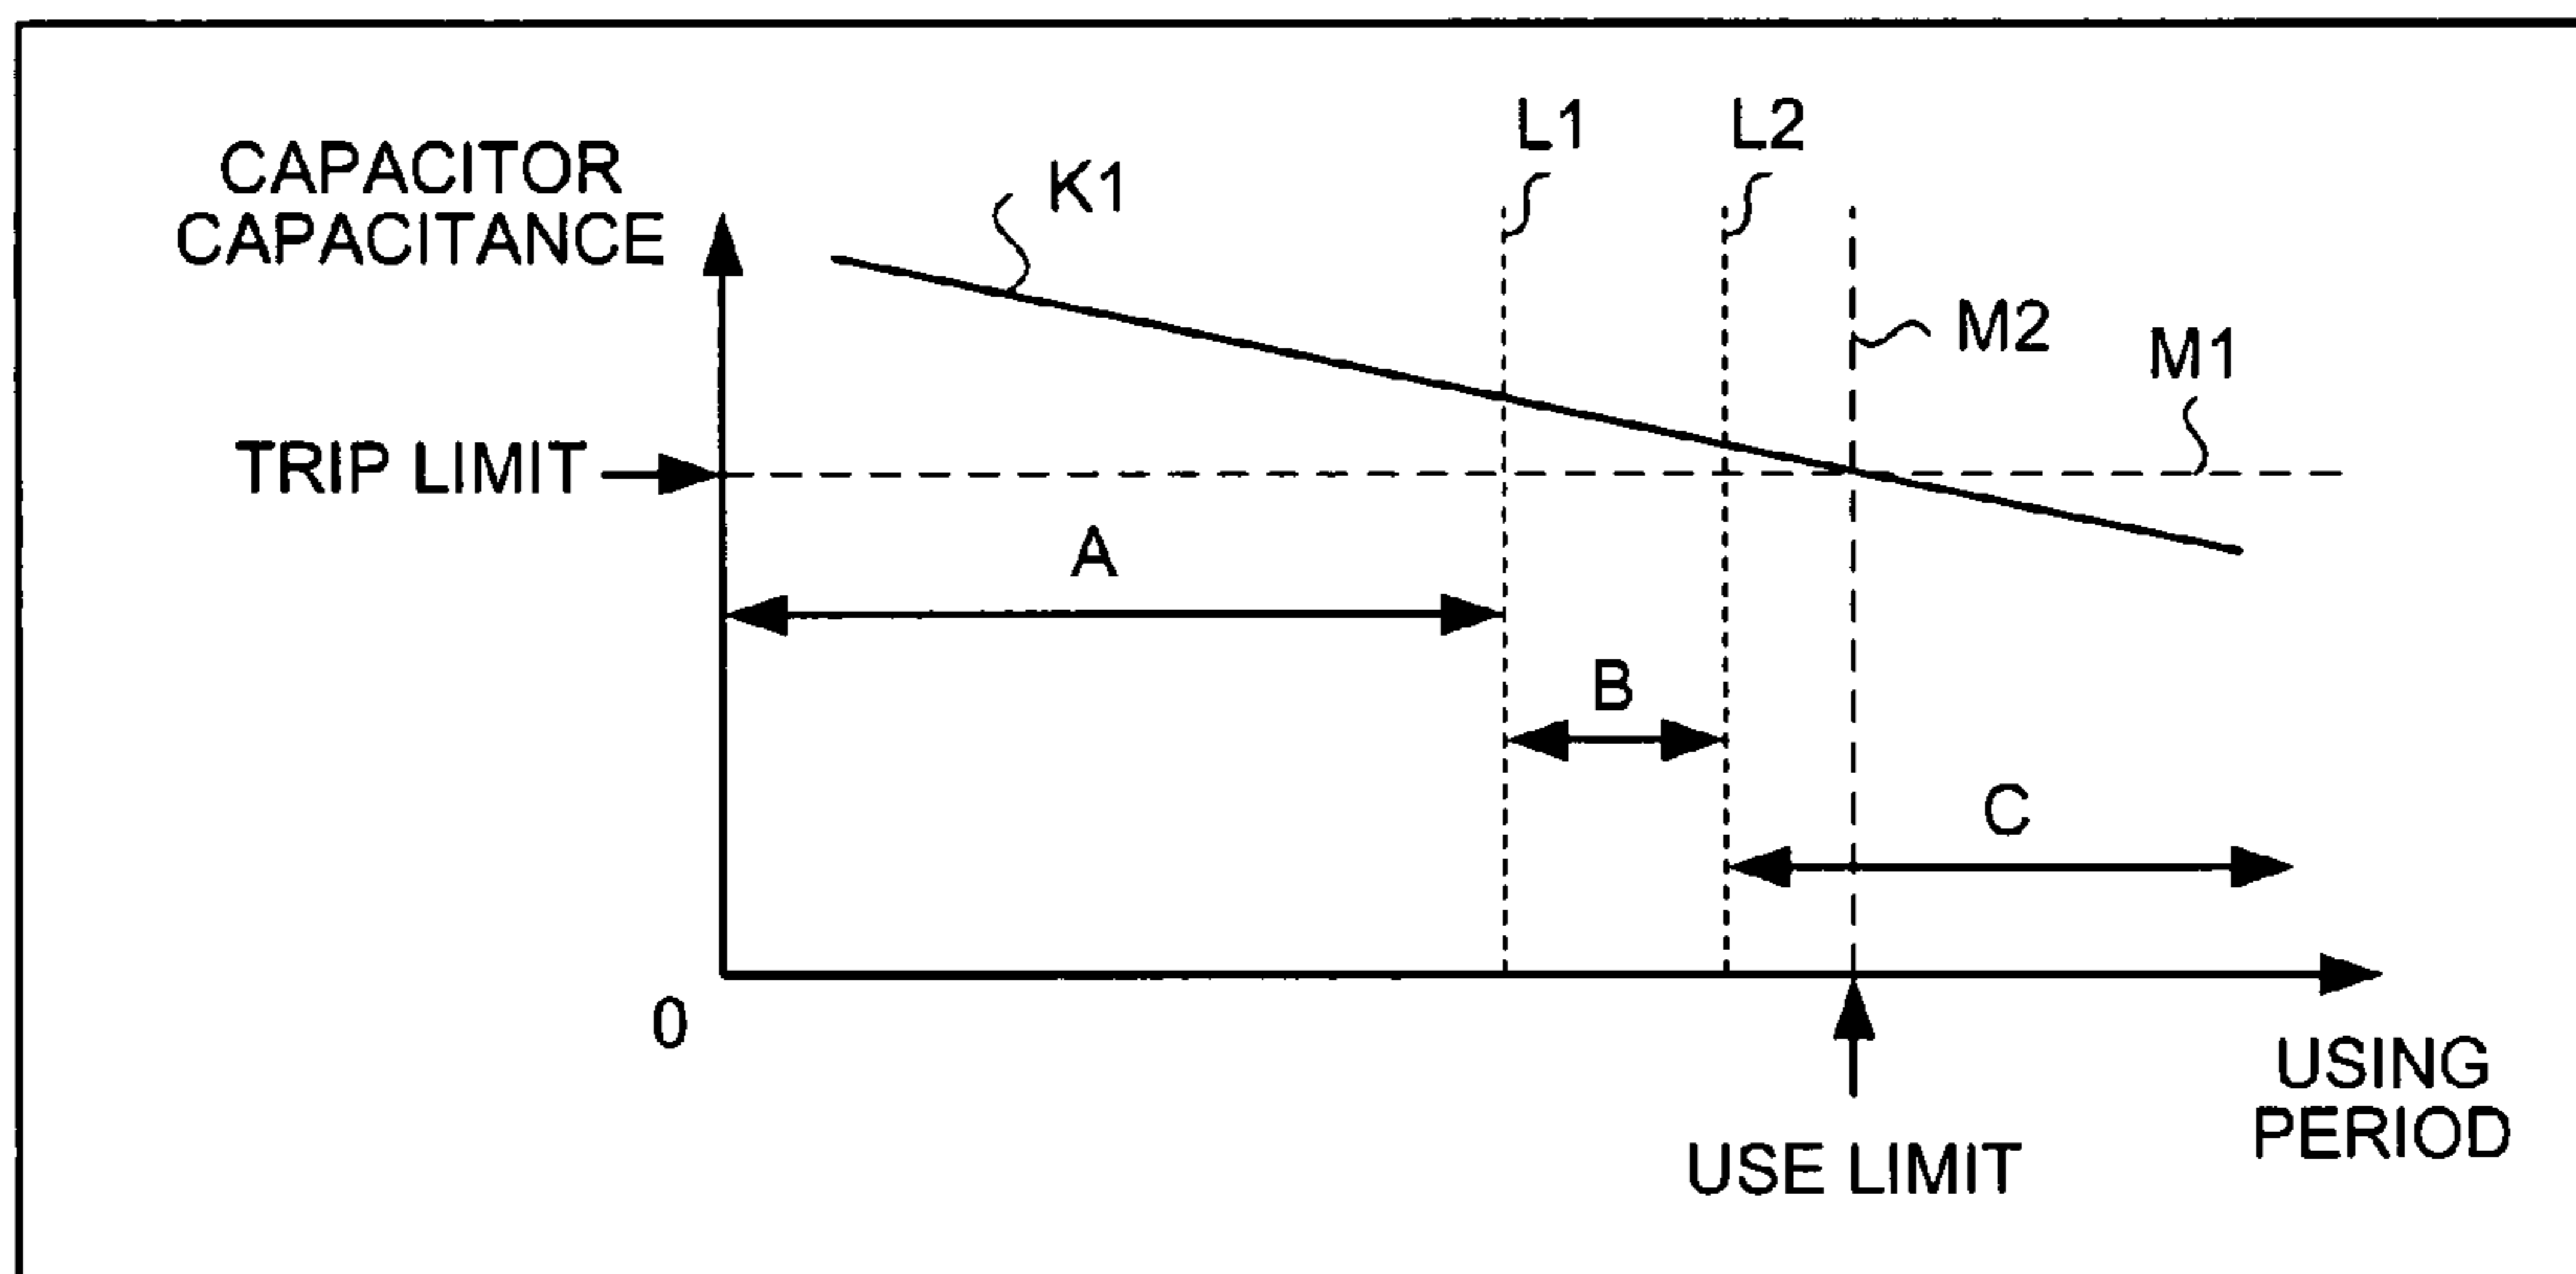 L1
L2
CAPACITOR
CAPACITANCE
K1
M2
M1
TRIP LIMIT
A
B
C
0
USING
PERIOD
USE LIMIT